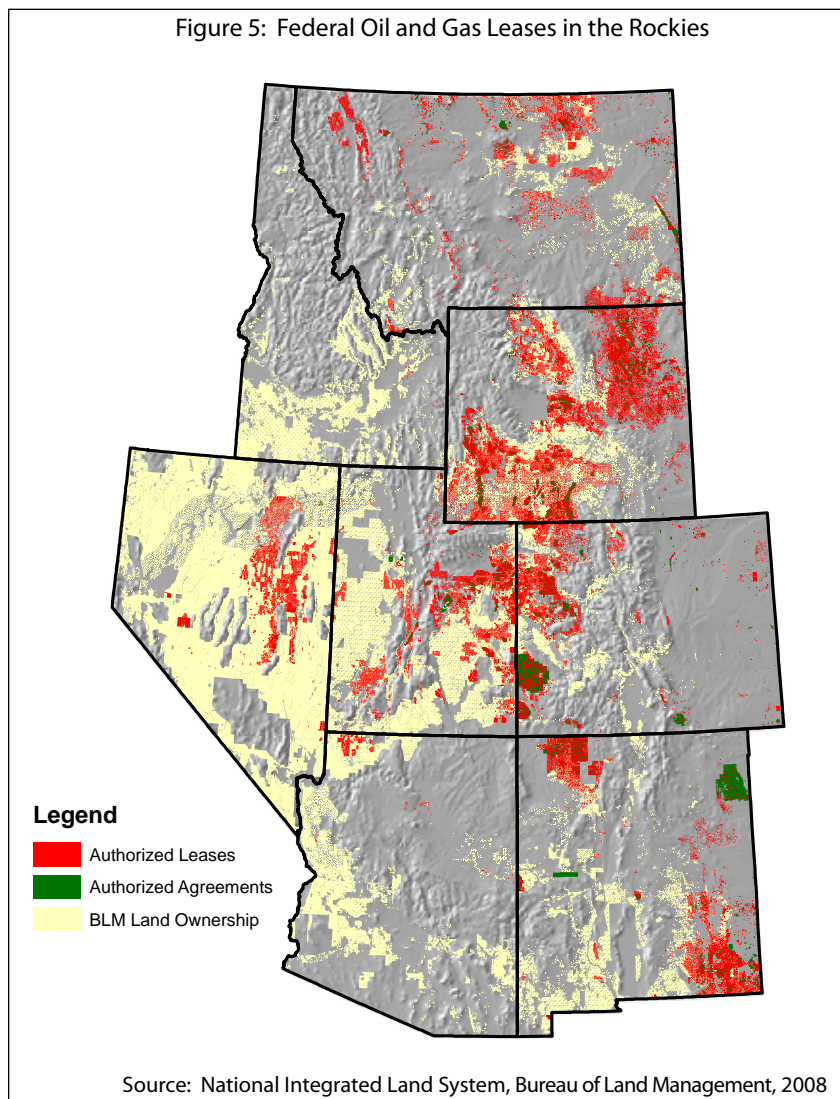 Figure 5: Federal Oil and Gas Leases in the Rockies
Legend
Authorized Leases
Authorized Agreements
BLM Land Ownership
Source: National Integrated Land System, Bureau of Land Management, 2008